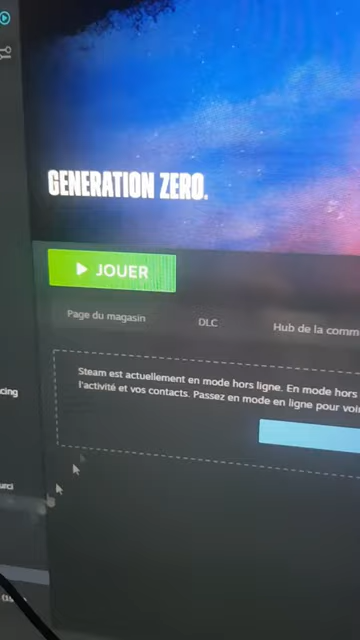 GENERATION ZERO.
JOUER
Page du magasin
DLC
Hub de la comm
Steam est actuellement en mode hors ligne. En mode hors
l'activité et vos contacts. Passez en mode en ligne pour voi
cing
urci